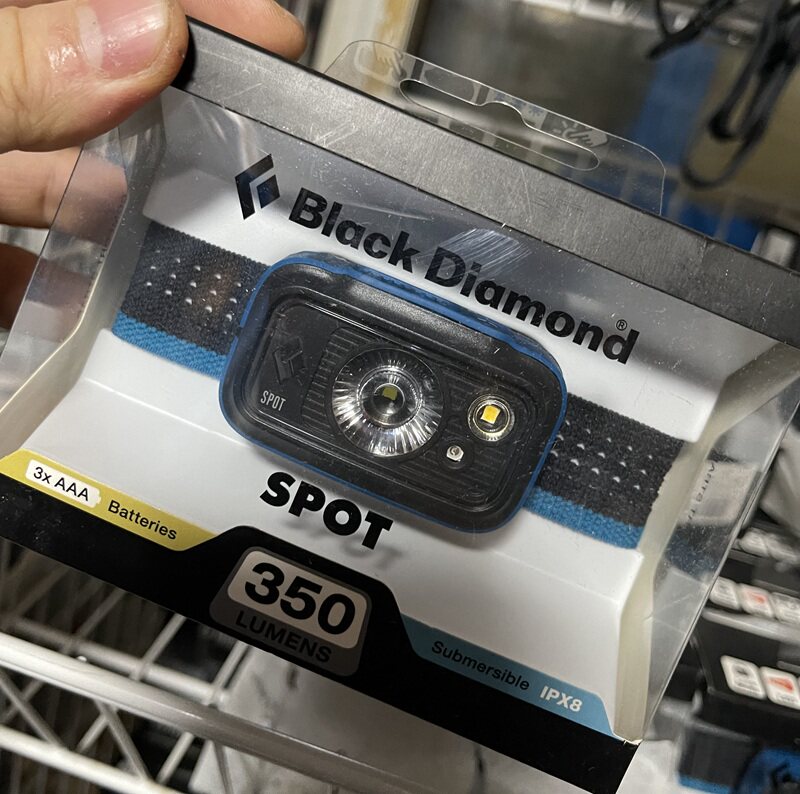 Black Diamond®
SPOT
SPOT
3x AAA Batteries
350
LUMENS
Submersible IPX8